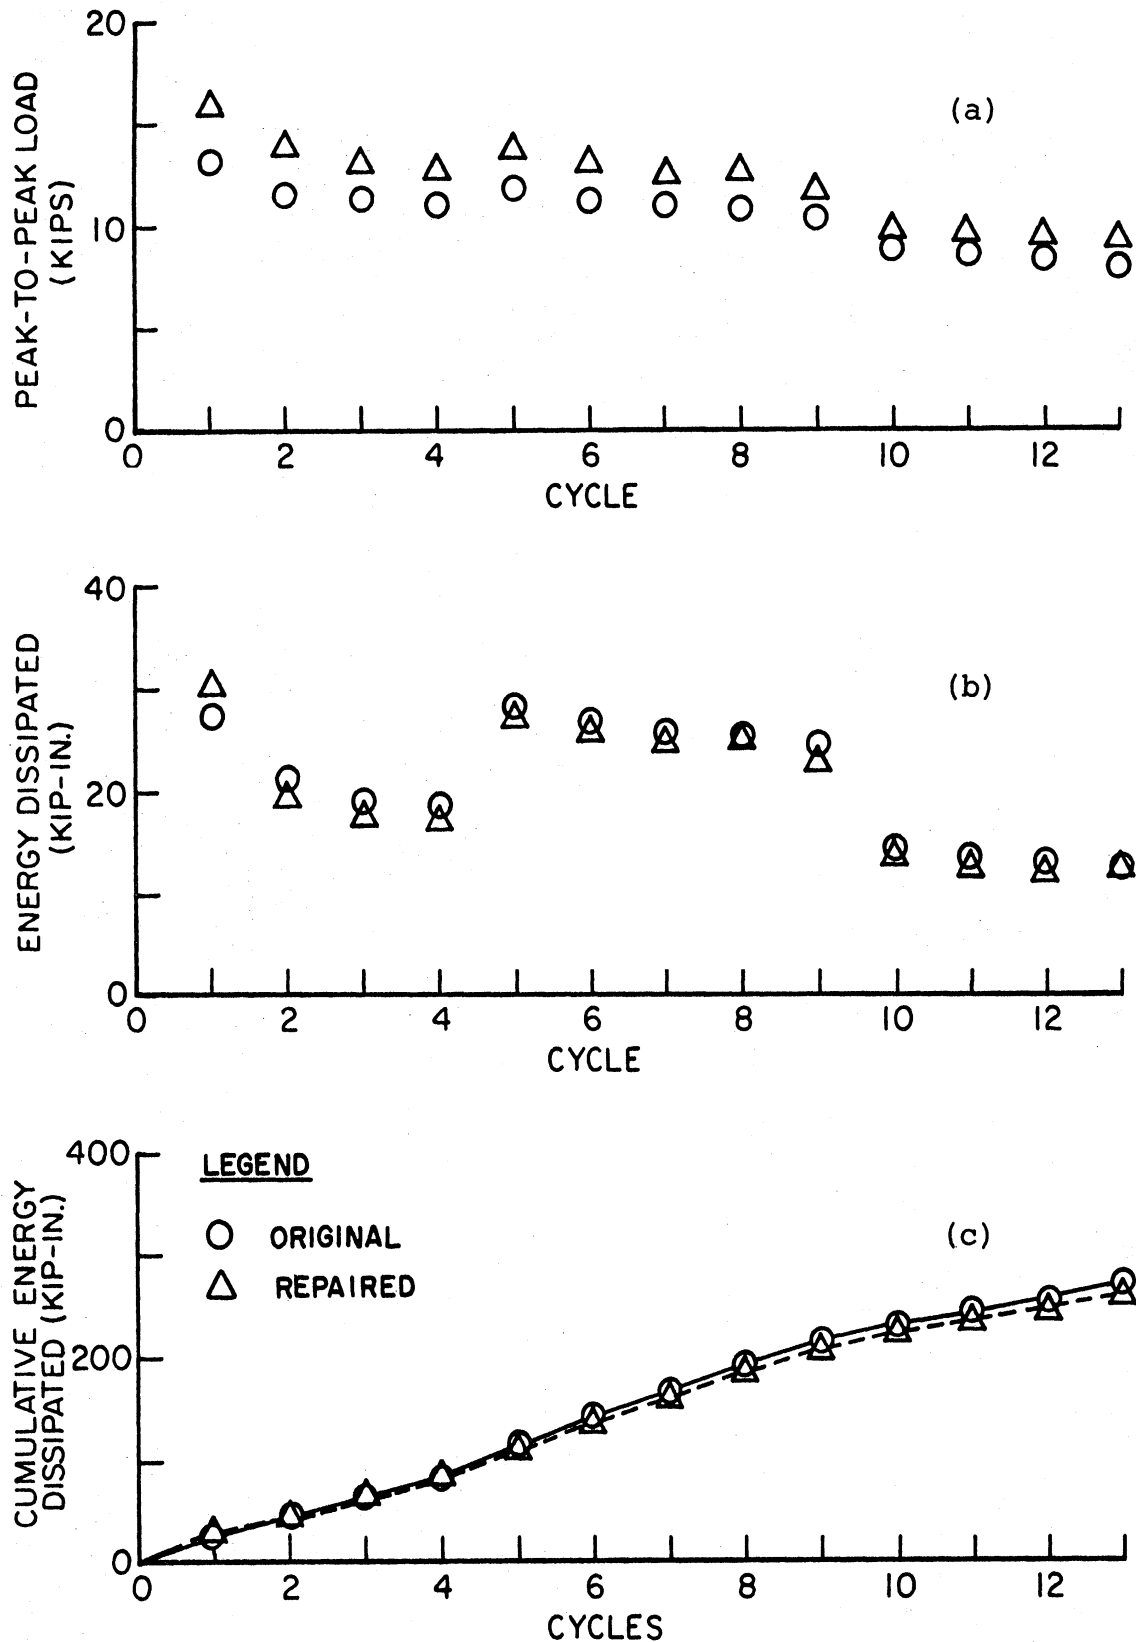 20
10
0
PEAK-TO-PEAK LOAD
(KIPS)
(a)
0 2 4 6 8 10 12
CYCLE
40
20
0
ENERGY DISSIPATED
(KIP-IN.)
(b)
0 2 4 6 8 10 12
CYCLE
400
200
0
CUMULATIVE ENERGY
DISSIPATED (KIP-IN.)
LEGEND
ORIGINAL
REPAIRED
(c)
0 2 4 6 8 10 12
CYCLES